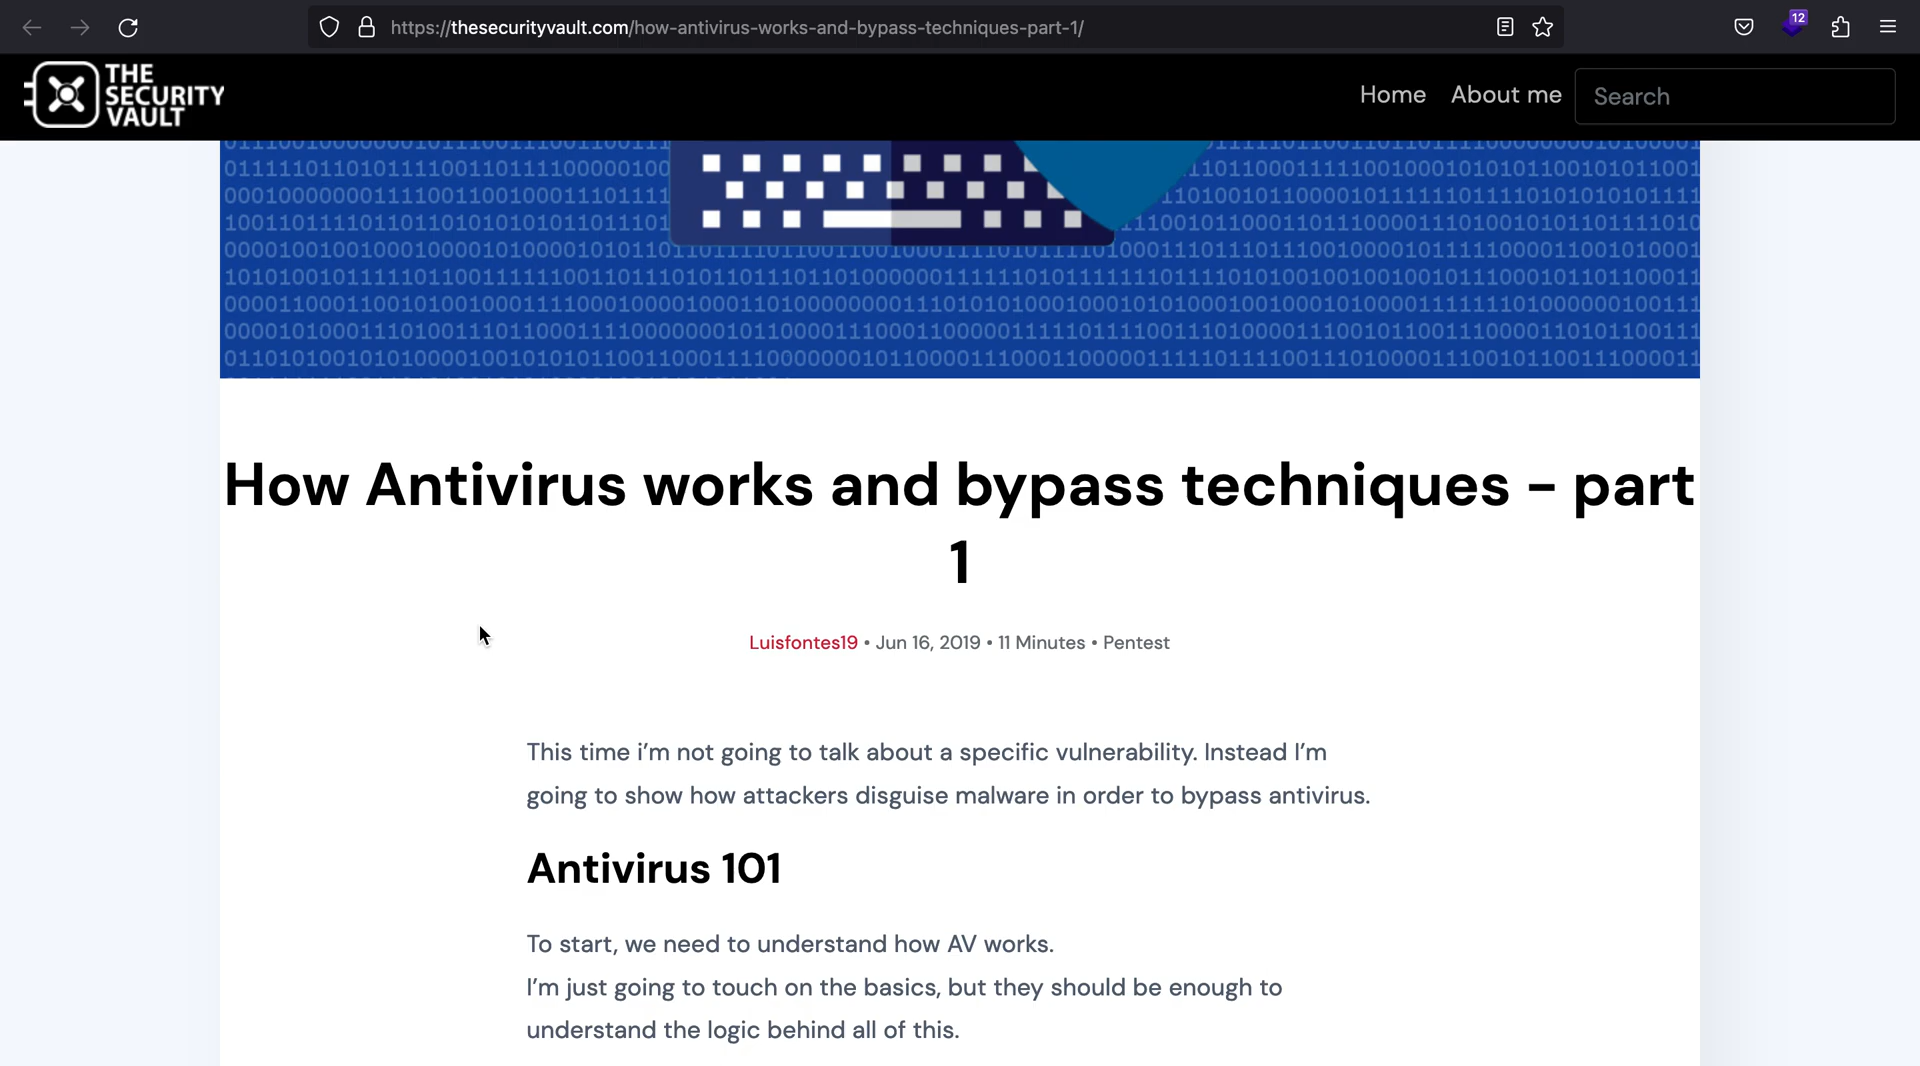 12
https://thesecurityvault.com/how-antivirus-works-and-bypass-techniques-part-1/
THE
SECURITY
VAULT
Home
About me
Search
How Antivirus works and bypass techniques - part
1
Luisfontes19 • Jun 16, 2019 • 11 Minutes • Pentest
This time i'm not going to talk about a specific vulnerability. Instead I'm
going to show how attackers disguise malware in order to bypass antivirus.
Antivirus 101
To start, we need to understand how AV works.
I'm just going to touch on the basics, but they should be enough to
understand the logic behind all of this.